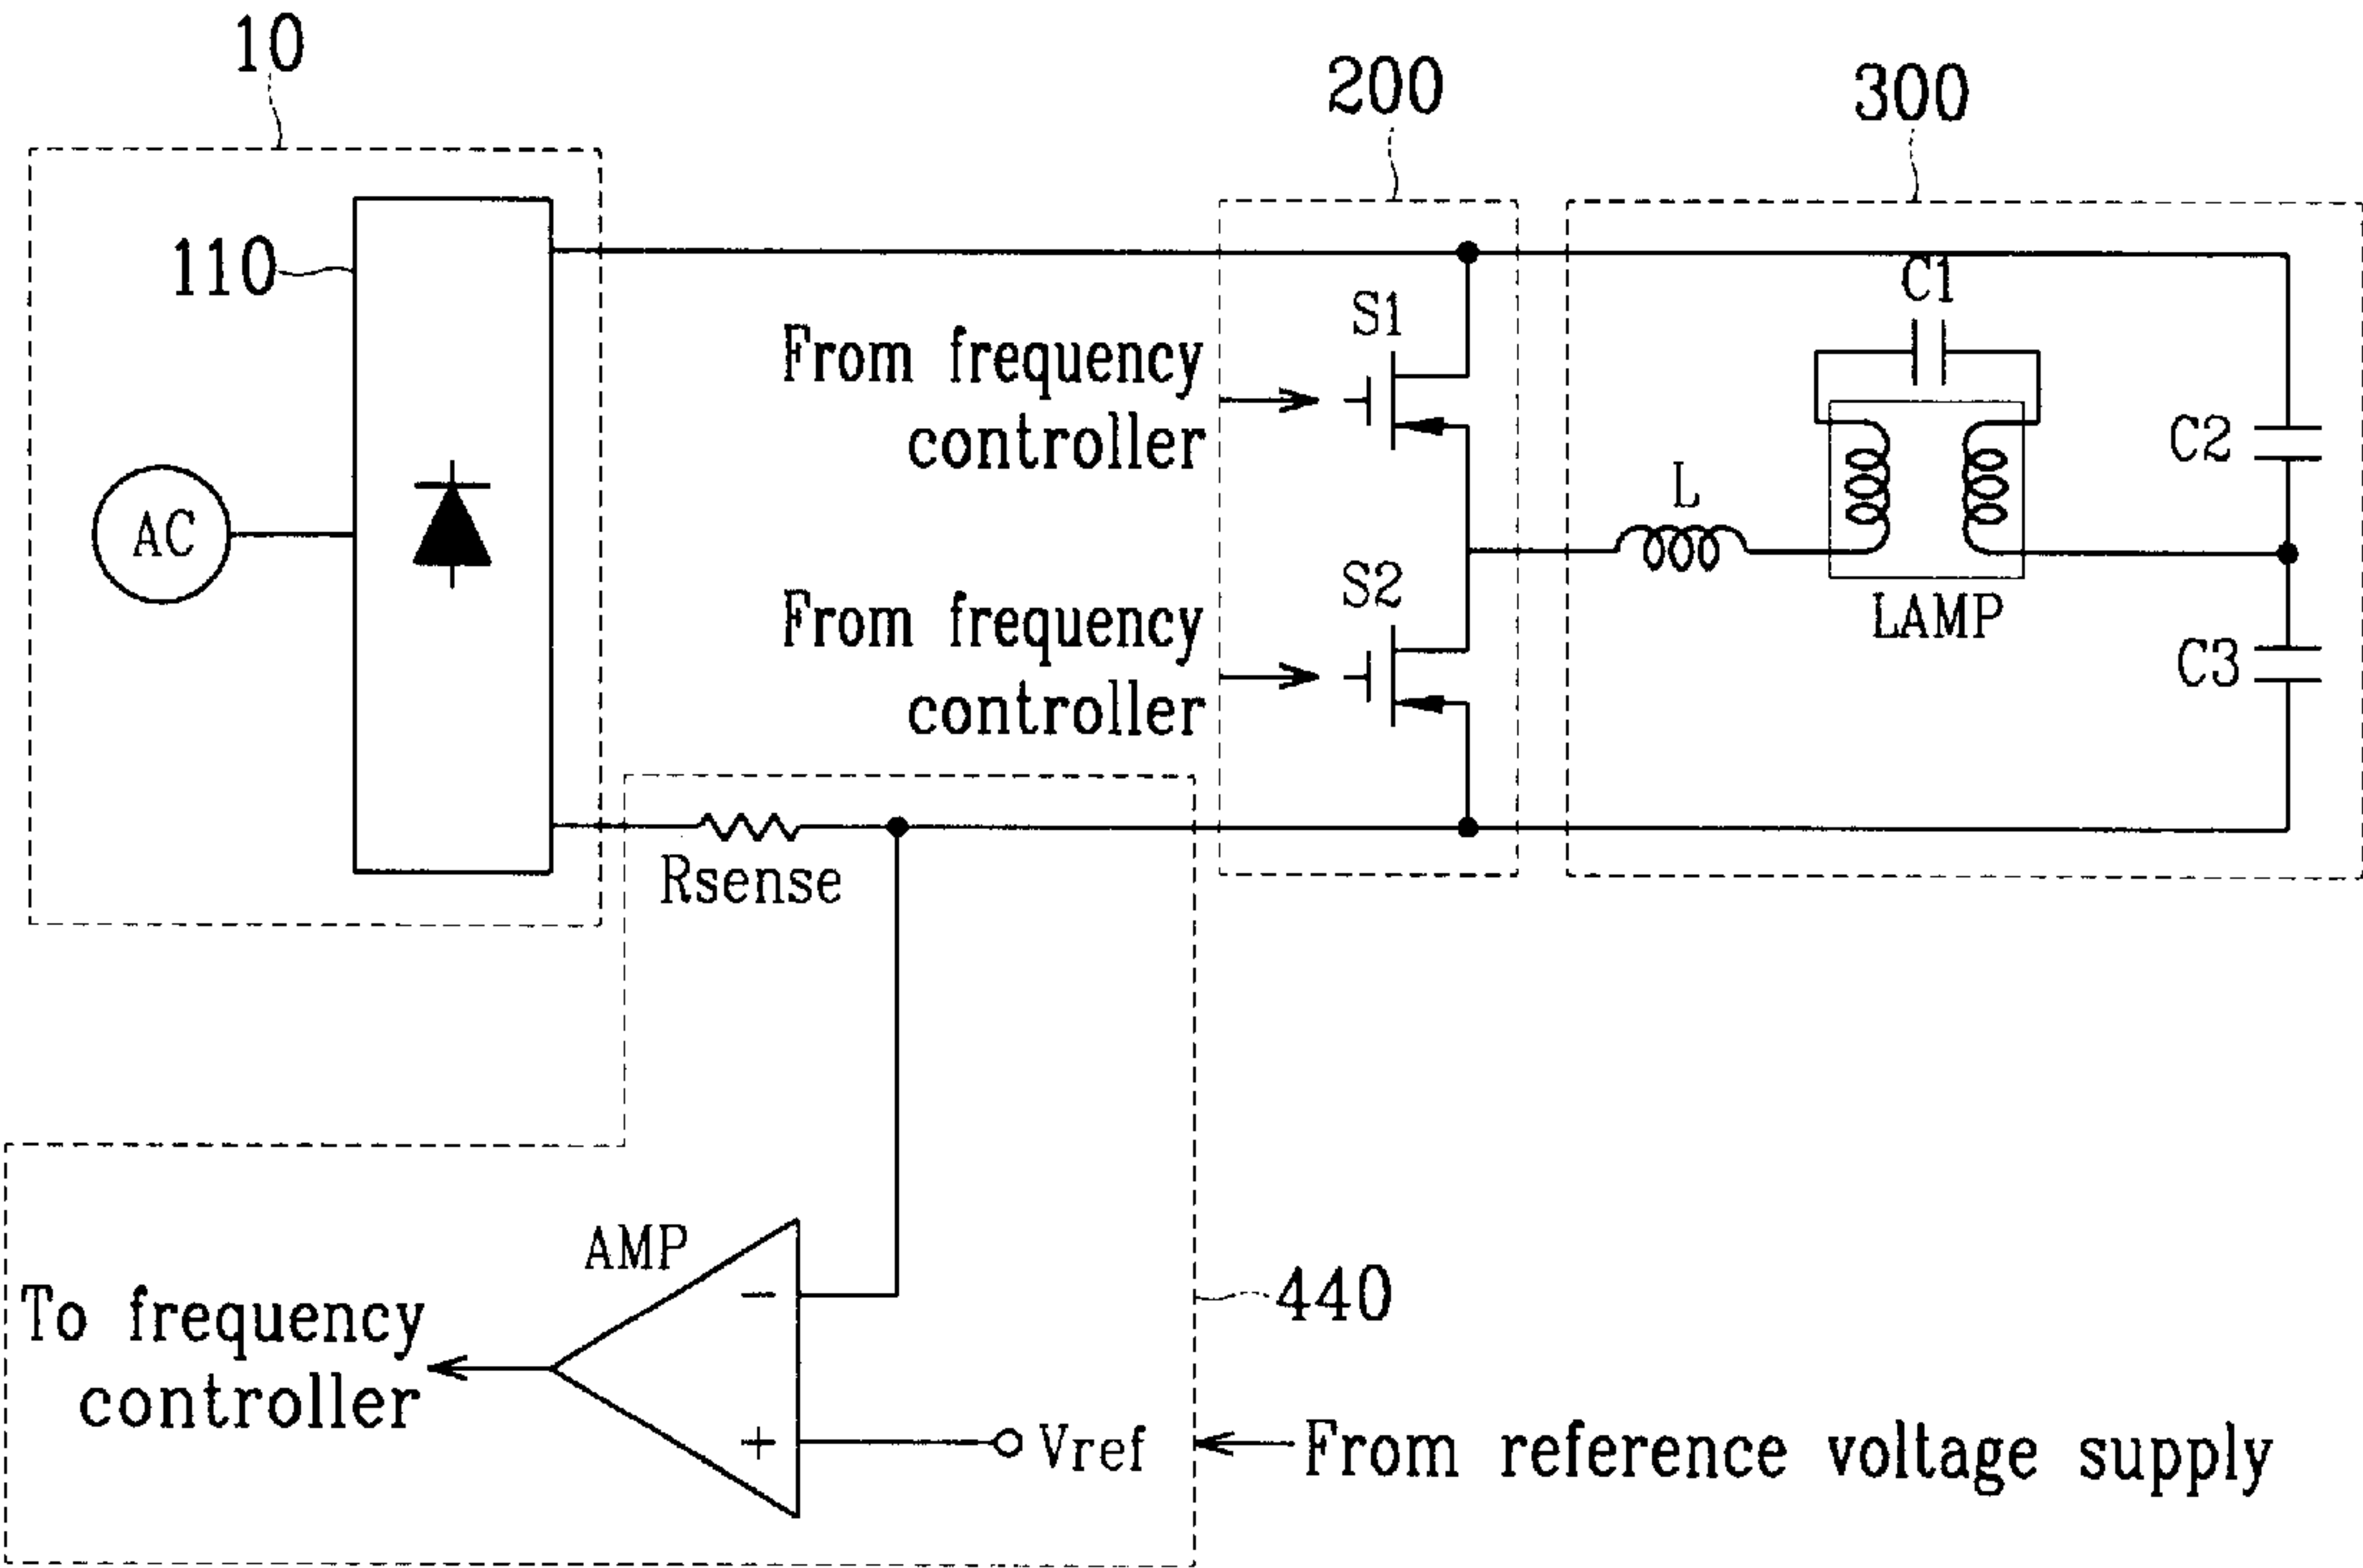 10
200
300
110
C1
S1
From frequency
controller
C2
L
AC
S2
From frequency
controller
LAMP
C3
Rsense
AMP
−
To frequency
controller
440
+
Vref
From reference voltage supply